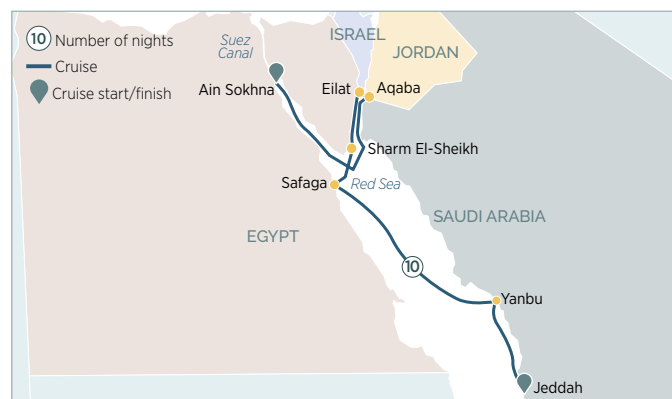 10 Number of nights
Cruise
Cruise start/finish
Suez
Canal
ISRAEL
JORDAN
Ain Sokhna
Eilat
Aqaba
Sharm El-Sheikh
Safaga
Red Sea
SAUDI ARABIA
EGYPT
10
Yanbu
Jeddah